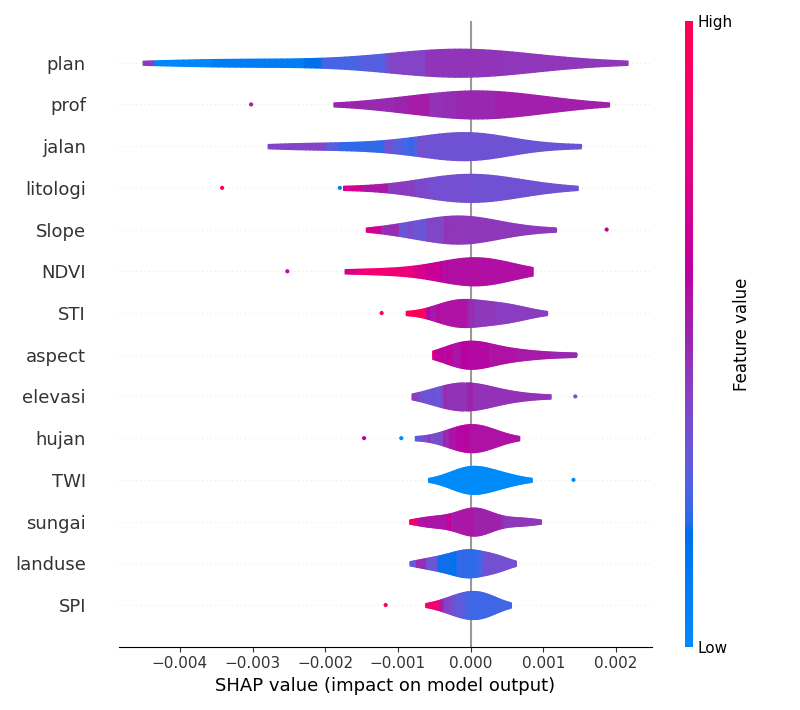 High
plan
prof
jalan
litologi
Slope
NDVI
STI
aspect
elevasi
hujan
TWI
sungai
landuse
SPI
Feature value
Low
−0.004 −0.003 −0.002 −0.001 0.000 0.001 0.002
SHAP value (impact on model output)